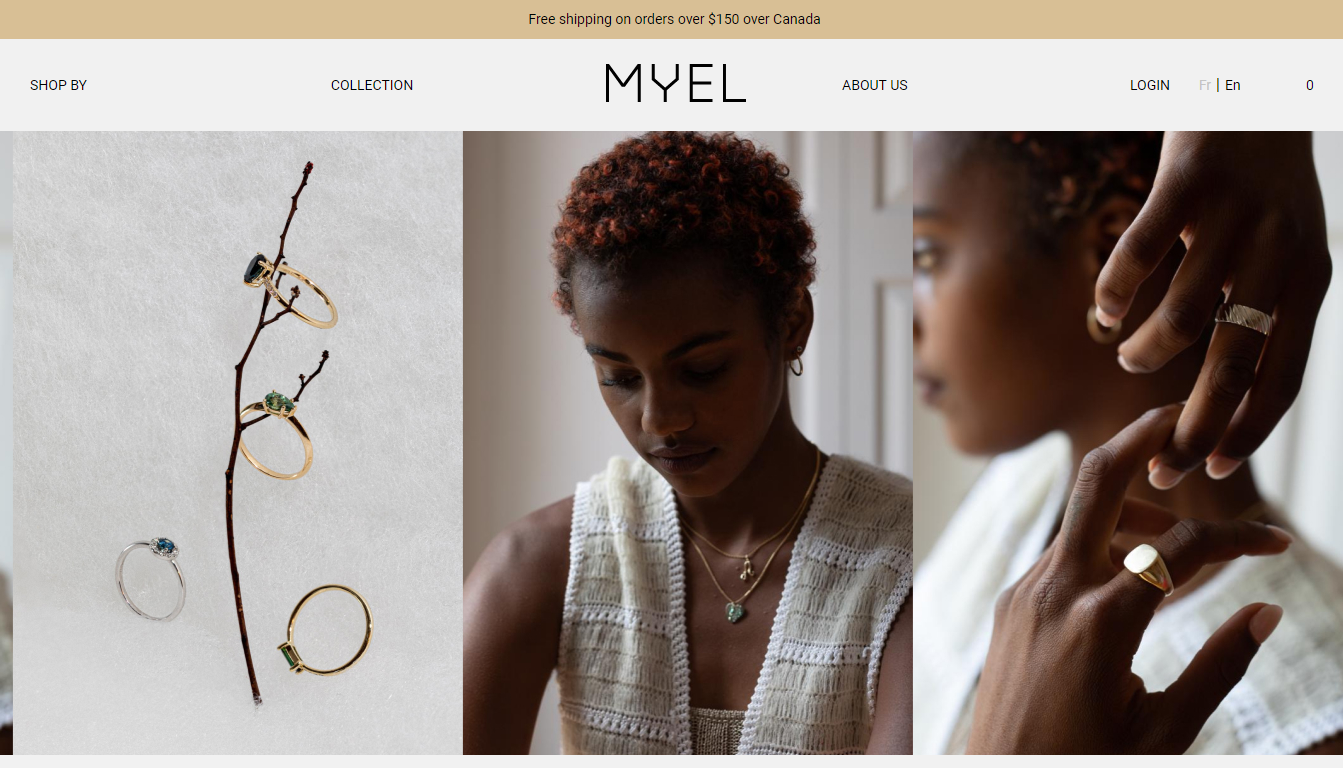 Free shipping on orders over $150 over Canada
SHOP BY
COLLECTION
MYEL
ABOUT US
LOGIN
Fr | En
0